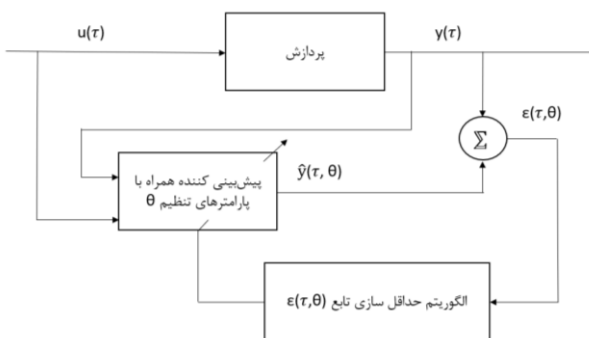 u(τ)
پردازش
y(τ)
ε(τ,θ)
Σ
پیش‌بینی کننده همراه با
پارامترهای تنظیم θ
ŷ(τ, θ)
الگوریتم حداقل سازی تابع ε(τ,θ)